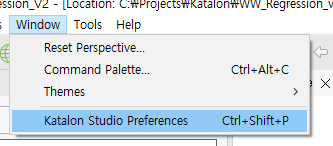 ession_V2 - [Location: C:₩Projects₩Katalon₩WW_Regression_v
Window Tools Help
Reset Perspective...
Command Palette... Ctrl+Alt+C
Themes
Katalon Studio Preferences Ctrl+Shift+P
e